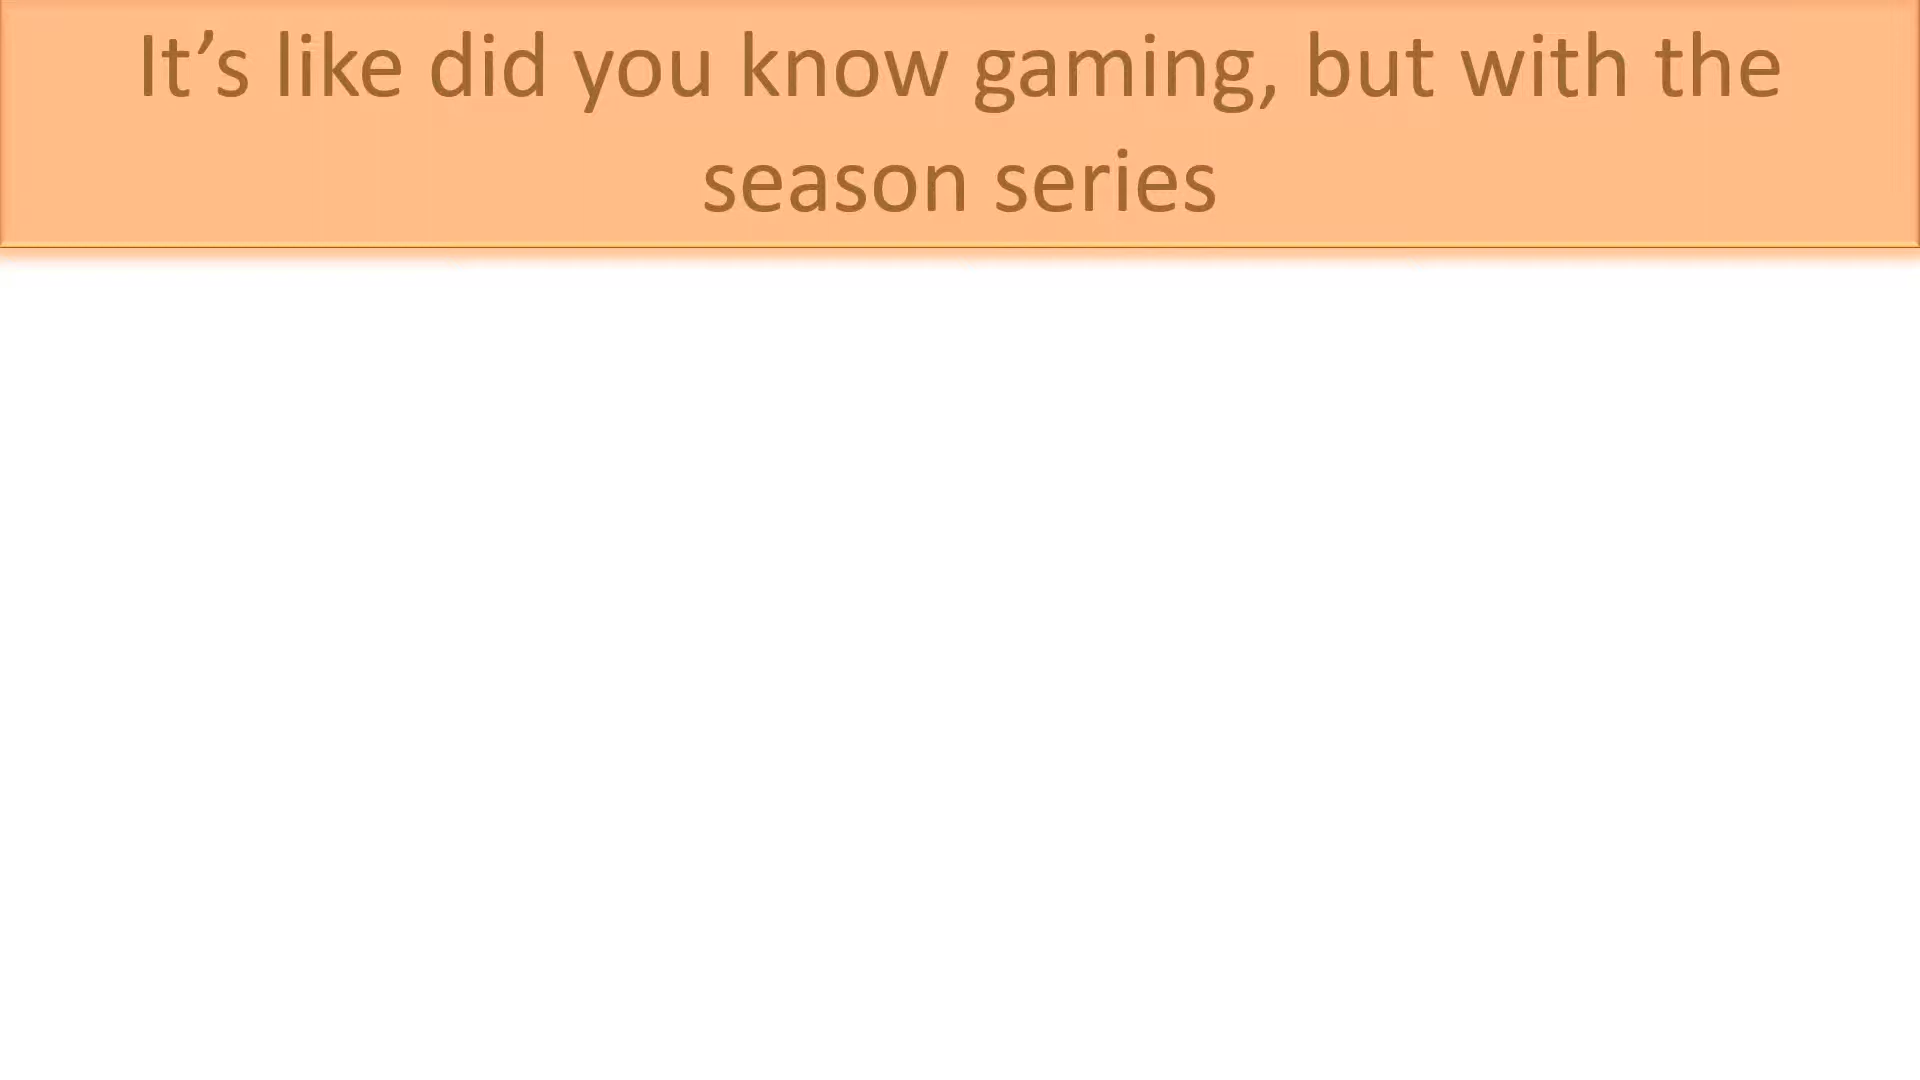 It’s like did you know gaming, but with the
season series